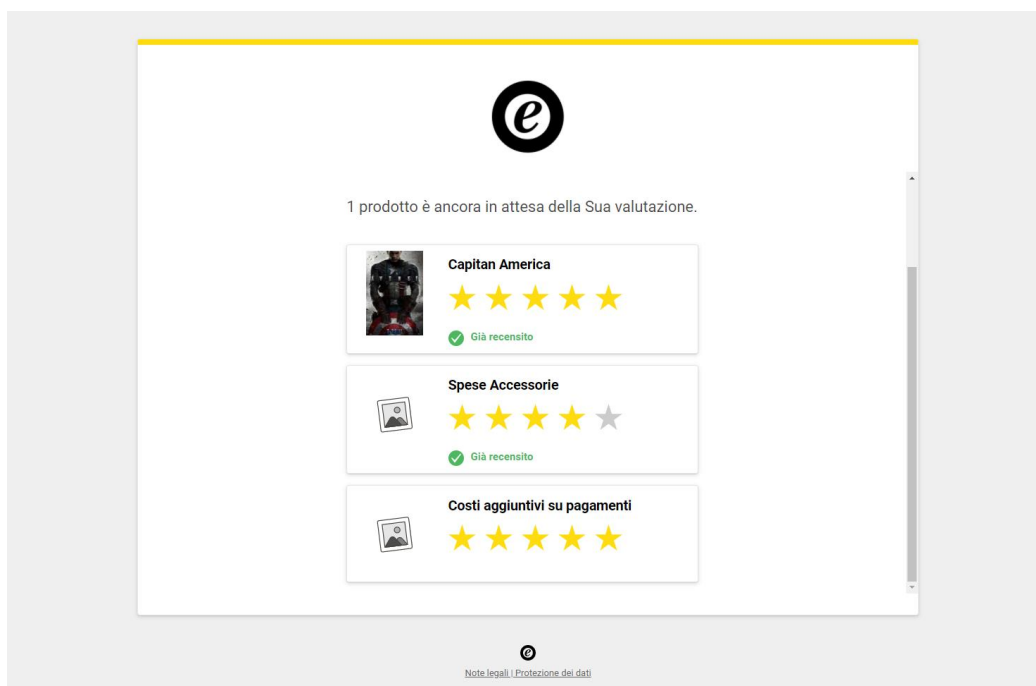 e
1 prodotto è ancora in attesa della Sua valutazione.
Capitan America
Già recensito
Spese Accessorie
Già recensito
Costi aggiuntivi su pagamenti
e
Note legali | Protezione dei dati